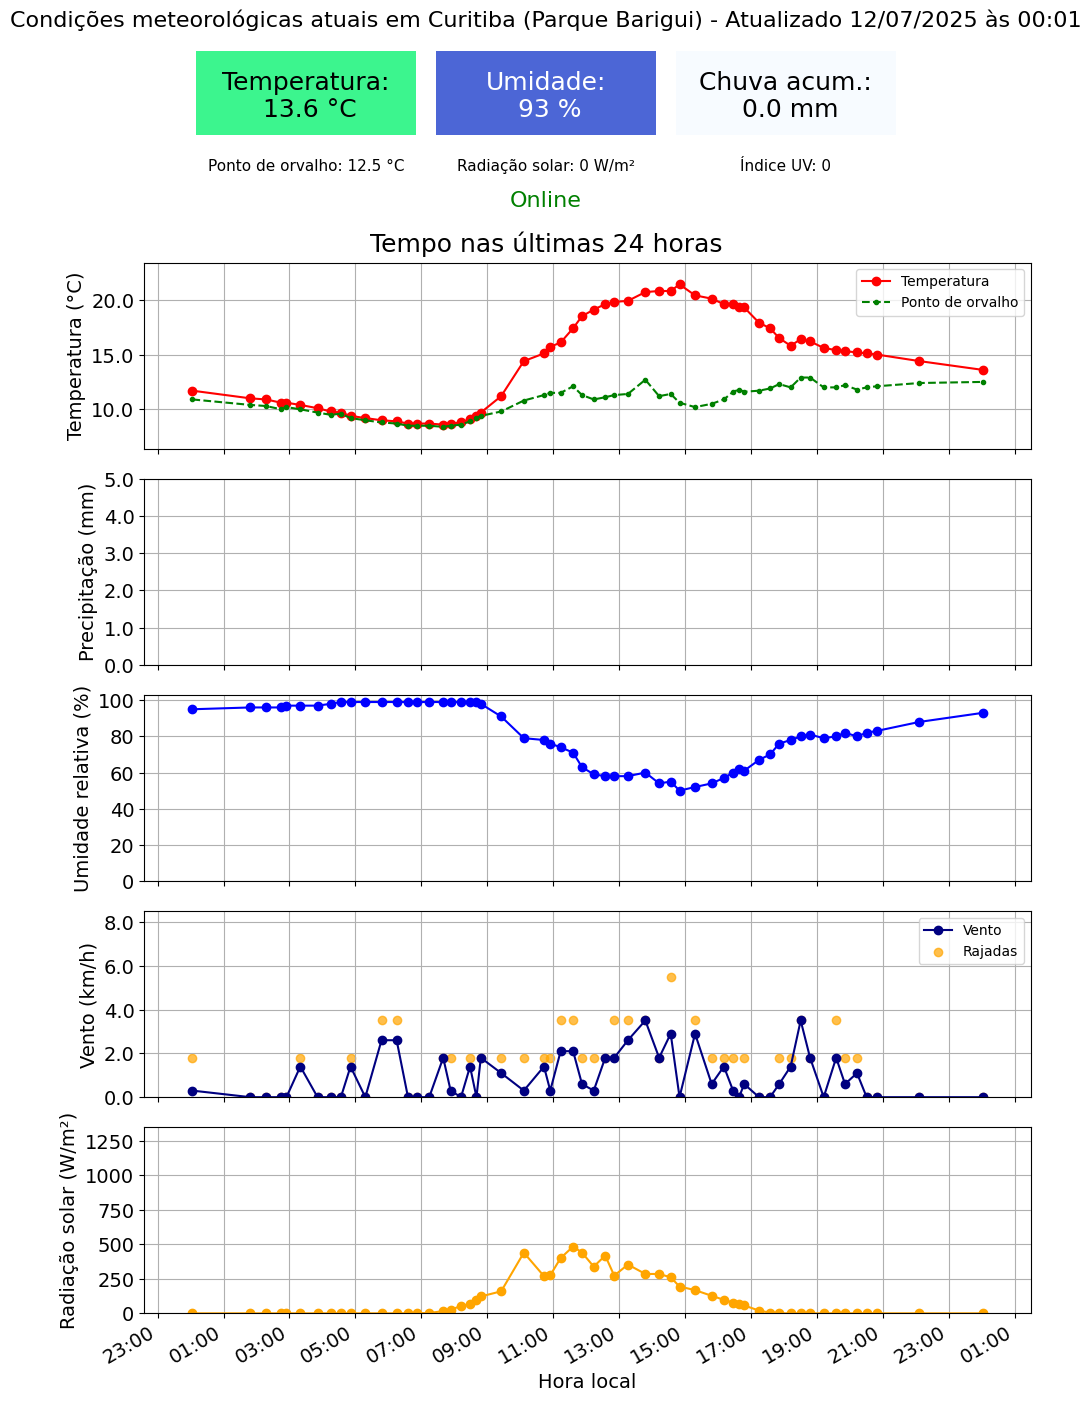 Condições meteorológicas atuais em Curitiba (Parque Barigui) - Atualizado 12/07/2025 às 00:01
Temperatura:
13.6 °C
Umidade:
93 %
Chuva acum.:
0.0 mm
Ponto de orvalho: 12.5 °C
Radiação solar: 0 W/m²
Índice UV: 0
Online
Tempo nas últimas 24 horas
Temperatura (°C)
20.0
15.0
10.0
Temperatura
Ponto de orvalho
Precipitação (mm)
5.0
4.0
3.0
2.0
1.0
0.0
Umidade relativa (%)
100
80
60
40
20
0
Vento (km/h)
8.0
6.0
4.0
2.0
0.0
Vento
Rajadas
Radiação solar (W/m²)
1250
1000
750
500
250
0
23:00
01:00
03:00
05:00
07:00
09:00
11:00
13:00
15:00
17:00
19:00
21:00
23:00
01:00
Hora local